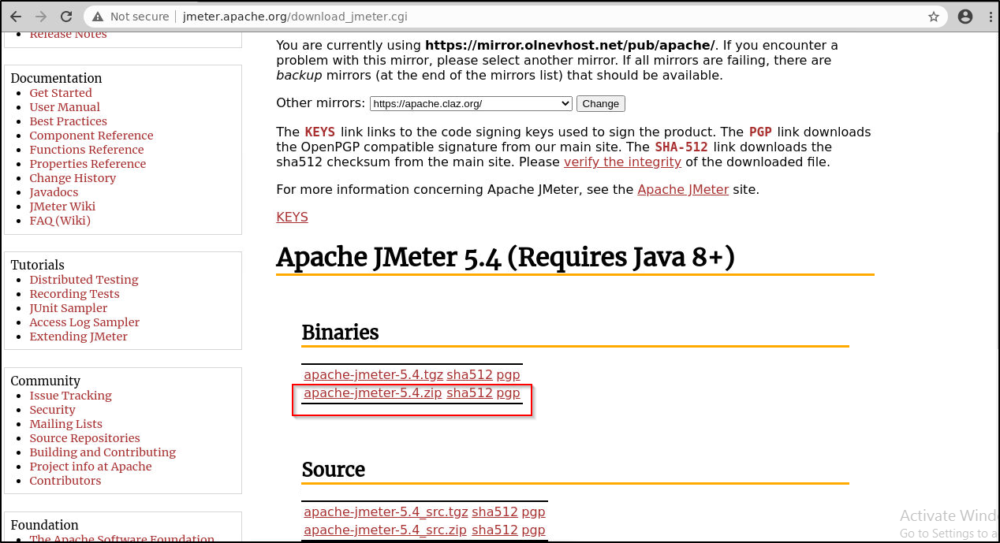 Not secure | jmeter.apache.org/download_jmeter.cgi
Release Notes
Documentation
Get Started
User Manual
Best Practices
Component Reference
Functions Reference
Properties Reference
Change History
Javadocs
JMeter Wiki
FAQ (Wiki)
Tutorials
Distributed Testing
Recording Tests
JUnit Sampler
Access Log Sampler
Extending JMeter
Community
Issue Tracking
Security
Mailing Lists
Source Repositories
Building and Contributing
Project info at Apache
Contributors
Foundation
The Apache Software Foundation
You are currently using https://mirror.olnevhost.net/pub/apache/. If you encounter a
problem with this mirror, please select another mirror. If all mirrors are failing, there are
backup mirrors (at the end of the mirrors list) that should be available.
Other mirrors: https://apache.claz.org/ Change
The KEYS link links to the code signing keys used to sign the product. The PGP link downloads
the OpenPGP compatible signature from our main site. The SHA-512 link downloads the
sha512 checksum from the main site. Please verify the integrity of the downloaded file.
For more information concerning Apache JMeter, see the Apache JMeter site.
KEYS
Apache JMeter 5.4 (Requires Java 8+)
Binaries
apache-jmeter-5.4.tgz sha512 pgp
apache-jmeter-5.4.zip sha512 pgp
Source
apache-jmeter-5.4_src.tgz sha512 pgp
apache-jmeter-5.4_src.zip sha512 pgp
Activate Wind
Go to Settings to a